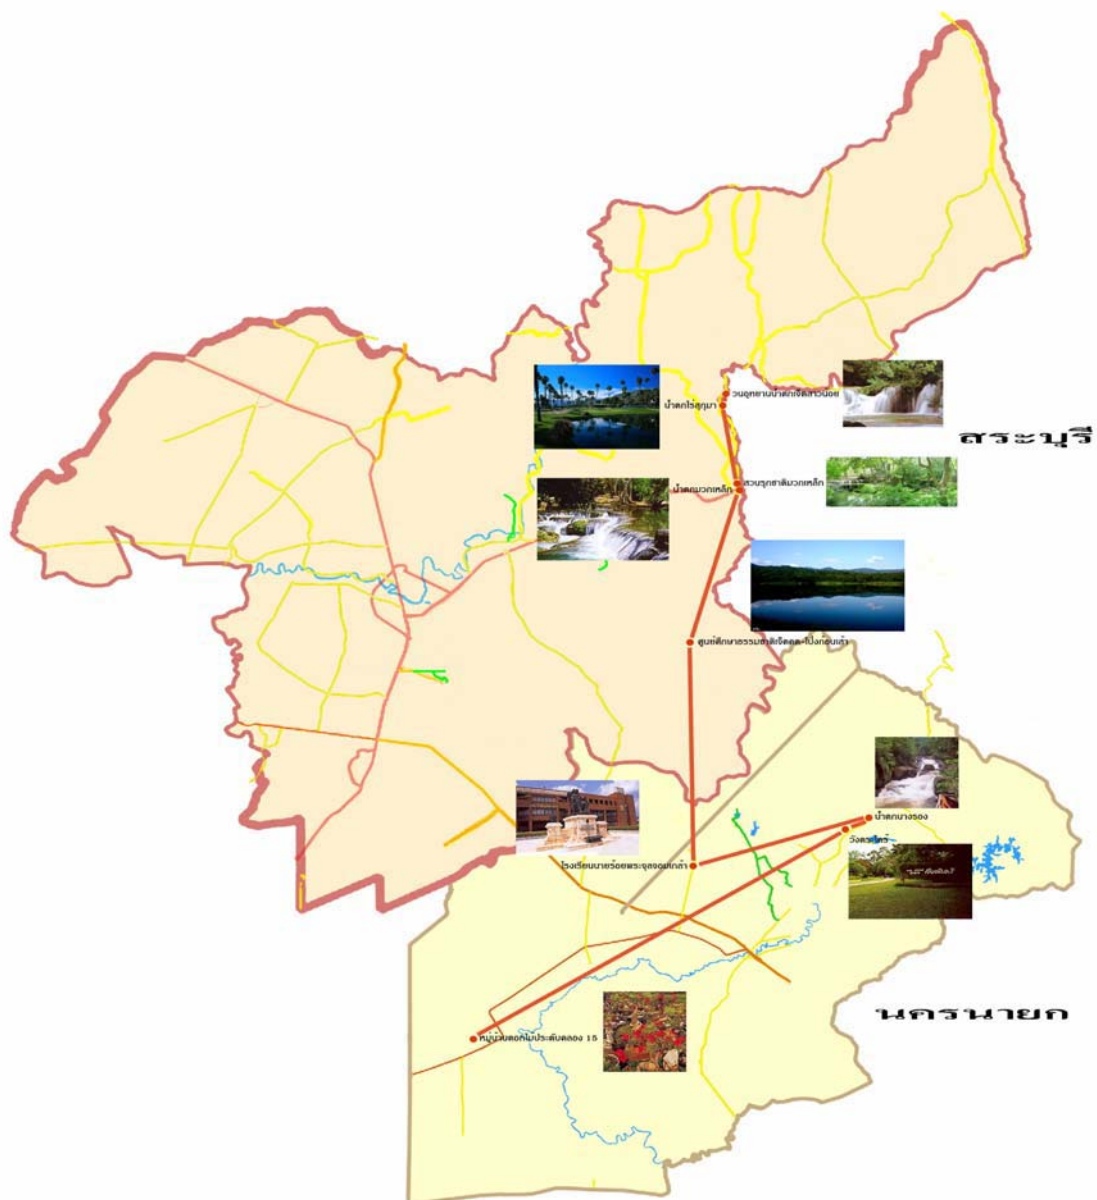 วนอุทยานน้ำตกเจ็ดสาวน้อย
น้ำตกไร่สุกุมา
สระบุรี
สวนรุกชาติมวกเหล็ก
น้ำตกมวกเหล็ก
ศูนย์ศึกษาธรรมชาติเจ็ดคต-โป่งก้อนเส้า
น้ำตกนางรอง
วังตะไคร้
โรงเรียนนายร้อยพระจุลจอมเกล้า
นครนายก
หมู่บ้านดอกไม้ประดับคลอง 15